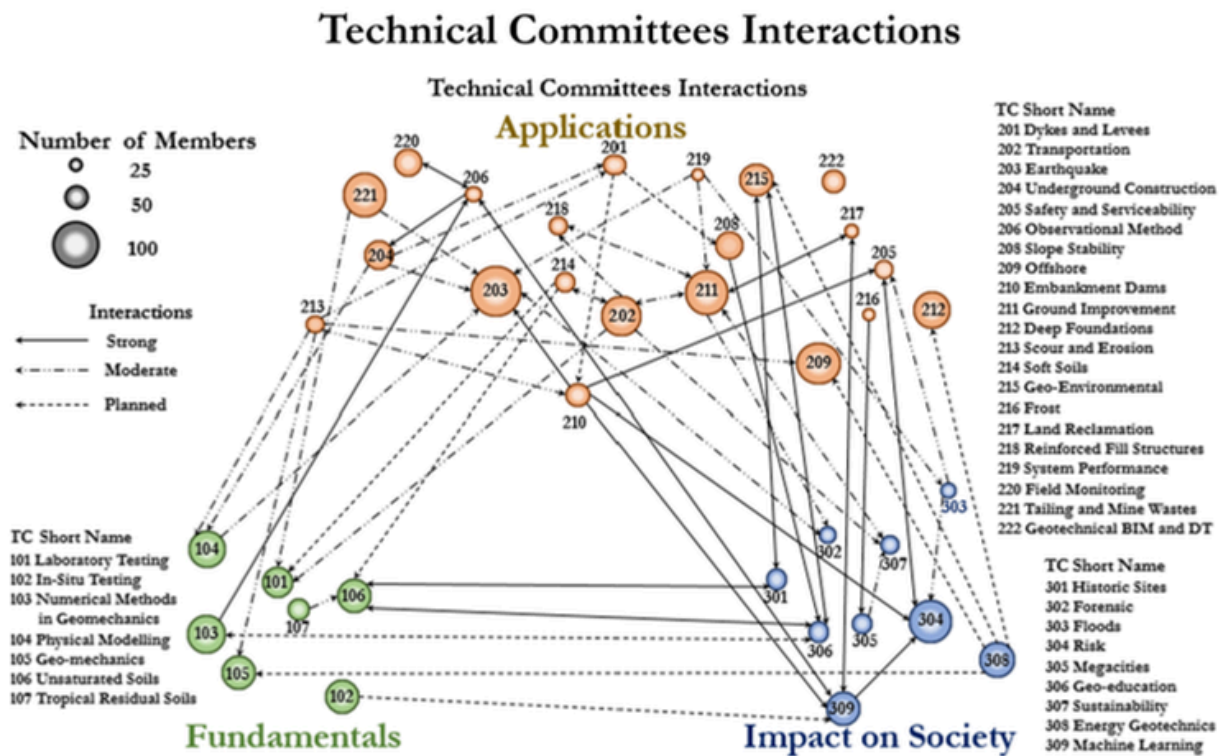 Technical Committees Interactions
Technical Committees Interactions
Applications
Number of Members
25
50
100
Interactions
Strong
Moderate
Planned
220
201
219
222
206
215
221
218
208
217
204
214
205
203
202
211
216
212
213
209
210
303
104
302
307
101
106
301
107
103
306
305
304
105
308
102
309
Fundamentals
Impact on Society
TC Short Name
101 Laboratory Testing
102 In-Situ Testing
103 Numerical Methods
in Geomechanics
104 Physical Modelling
105 Geo-mechanics
106 Unsaturated Soils
107 Tropical Residual Soils
TC Short Name
201 Dykes and Levees
202 Transportation
203 Earthquake
204 Underground Construction
205 Safety and Serviceability
206 Observational Method
208 Slope Stability
209 Offshore
210 Embankment Dams
211 Ground Improvement
212 Deep Foundations
213 Scour and Erosion
214 Soft Soils
215 Geo-Environmental
216 Frost
217 Land Reclamation
218 Reinforced Fill Structures
219 System Performance
220 Field Monitoring
221 Tailing and Mine Wastes
222 Geotechnical BIM and DT
TC Short Name
301 Historic Sites
302 Forensic
303 Floods
304 Risk
305 Megacities
306 Geo-education
307 Sustainability
308 Energy Geotechnics
309 Machine Learning